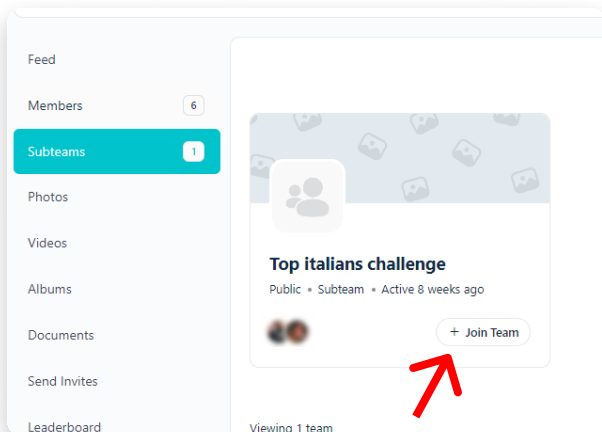 Feed
Members 6
Subteams 1
Photos
Videos
Albums
Documents
Send Invites
Leaderboard
Top italians challenge
Public • Subteam • Active 8 weeks ago
+ Join Team
Viewing 1 team